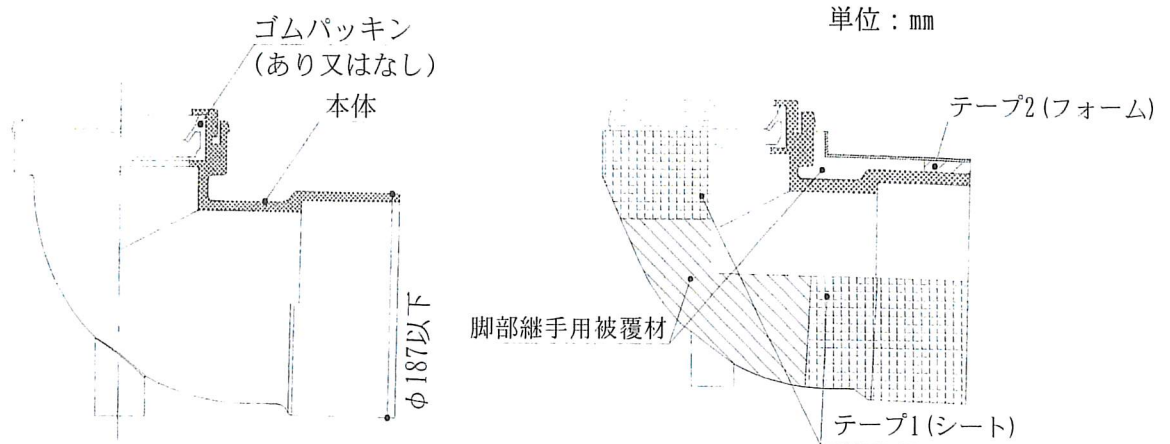 単位：mm
ゴムパッキン
(あり又はなし)
本体
φ187以下
テープ2(フォーム)
脚部継手用被覆材
テープ1(シート)